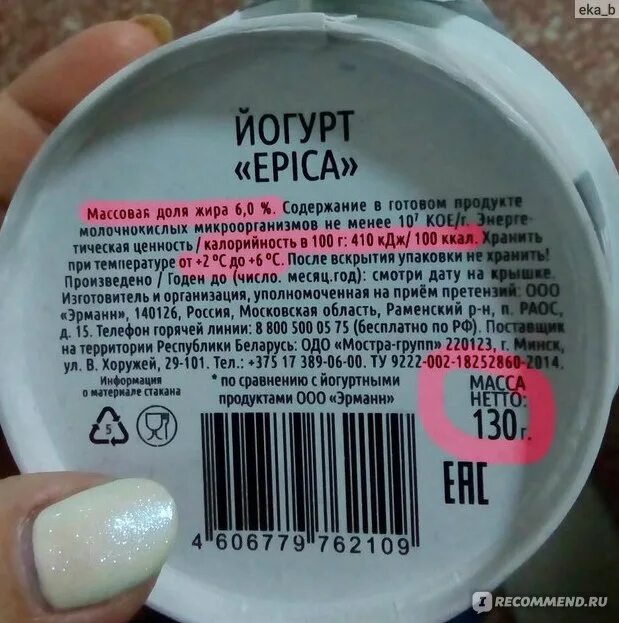 eka_b
ЙОГУРТ
«EPICA»
Массовая доля жира 6,0 %. Содержание в готовом продукте
молочнокислых микроорганизмов не менее 10⁷ КОЕ/г. Энерге-
тическая ценность / калорийность в 100 г: 410 кДж/ 100 ккал. Хранить
при температуре от +2 °С до +6 °С. После вскрытия упаковки не хранить!
Произведено / Годен до (число. месяц.год): смотри дату на крышке.
Изготовитель и организация, уполномоченная на приём претензий: ООО
«Эрманн», 140126, Россия, Московская область, Раменский р-н, п. РАОС,
д. 15. Телефон горячей линии: 8 800 500 05 75 (бесплатно по РФ). Поставщик
на территории Республики Беларусь: ОДО «Мостра-групп» 220123, г. Минск,
ул. В. Хоружей, 29-101. Тел.: +375 17 389-06-00. ТУ 9222-002-18252860-2014.
Информация
о материале стакана
* по сравнению с йогуртными
продуктами ООО «Эрманн»
МАССА
НЕТТО:
130г.
5
EAC
4 606779 762109
I RECOMMEND.RU